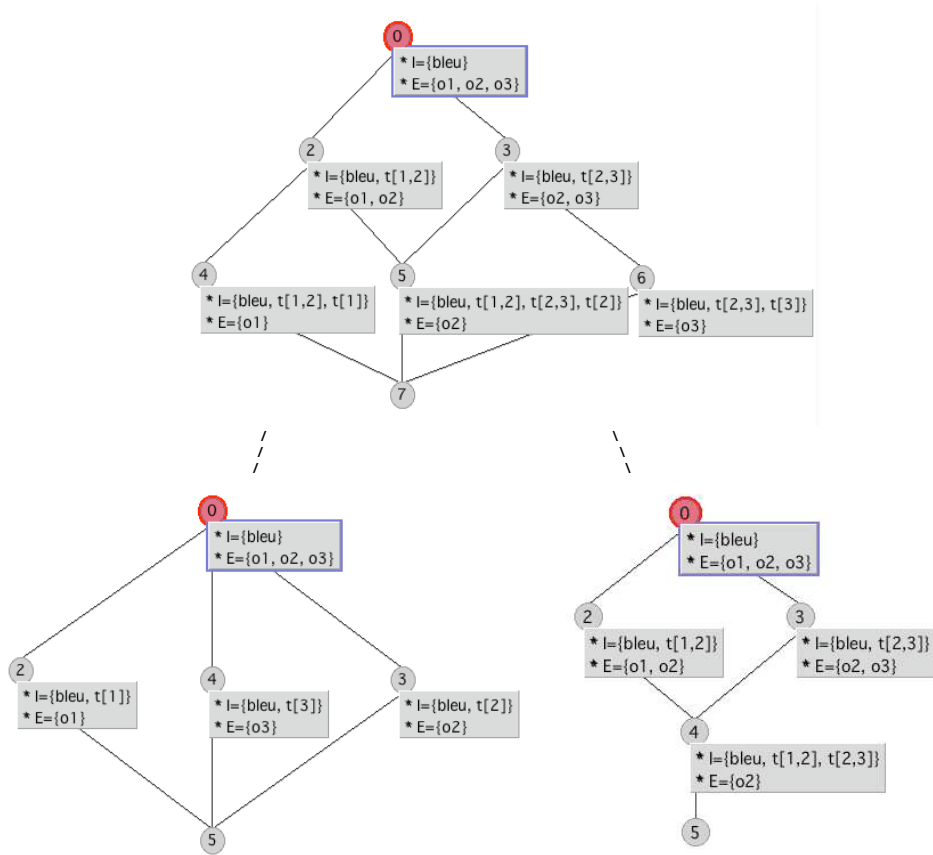 0
* I={bleu}
* E={o1, o2, o3}
2
* I={bleu, t[1,2]}
* E={o1, o2}
3
* I={bleu, t[2,3]}
* E={o2, o3}
4
* I={bleu, t[1,2], t[1]}
* E={o1}
5
* I={bleu, t[1,2], t[2,3], t[2]}
* E={o2}
6
* I={bleu, t[2,3], t[3]}
* E={o3}
7
0
* I={bleu}
* E={o1, o2, o3}
2
* I={bleu, t[1]}
* E={o1}
4
* I={bleu, t[3]}
* E={o3}
3
* I={bleu, t[2]}
* E={o2}
5
0
* I={bleu}
* E={o1, o2, o3}
2
* I={bleu, t[1,2]}
* E={o1, o2}
3
* I={bleu, t[2,3]}
* E={o2, o3}
4
* I={bleu, t[1,2], t[2,3]}
* E={o2}
5